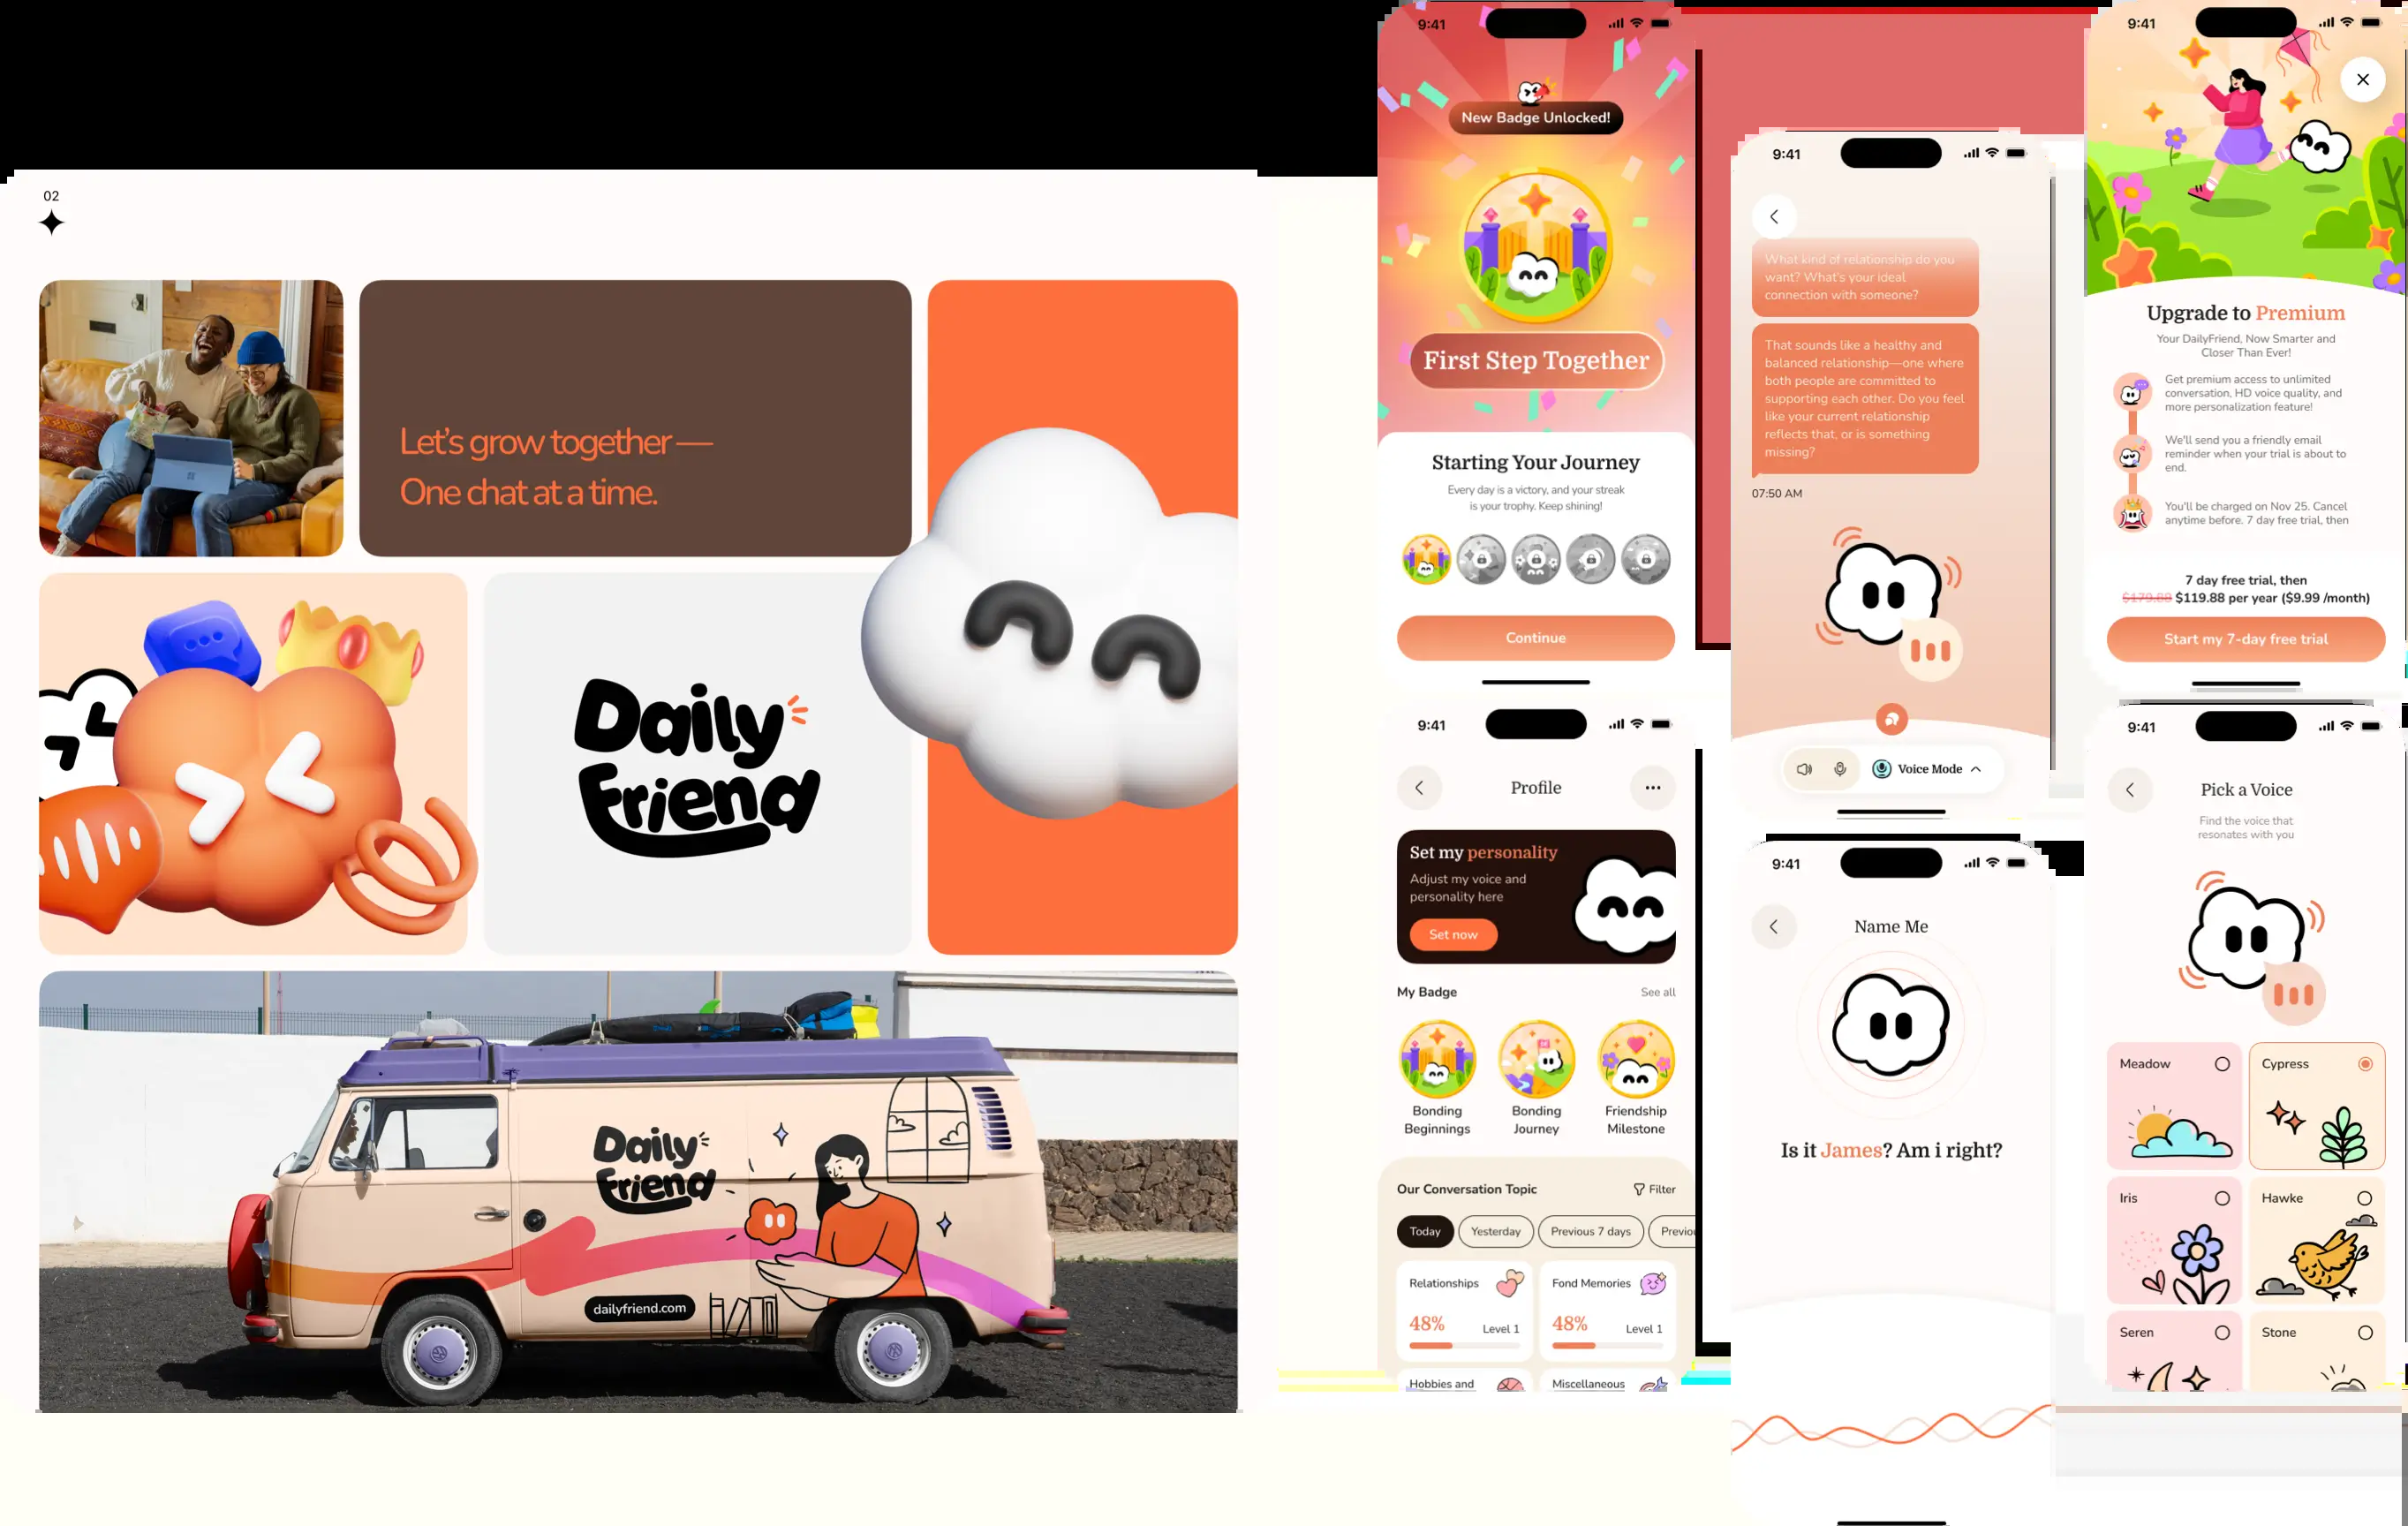 02
Let's grow together —
One chat at a time.
Daily
Friend
Daily
Friend
dailyfriend.com
9:41
New Badge Unlocked!
First Step Together
Starting Your Journey
Every day is a victory, and your streak
is your trophy. Keep shining!
Continue
9:41
Profile
Set my personality
Adjust my voice and
personality here
Set now
My Badge
See all
Bonding
Beginnings
Bonding
Journey
Friendship
Milestone
Our Conversation Topic
Filter
Today
Yesterday
Previous 7 days
Relationships
48%
Level 1
Fond Memories
48%
Level 1
Hobbies and
Miscellaneous
9:41
What kind of relationship do you
want? What's your ideal
connection with someone?
That sounds like a healthy and
balanced relationship—one where
both people are committed to
supporting each other. Do you feel
like your current relationship
reflects that, or is something
missing?
07:50 AM
Voice Mode
9:41
Name Me
Is it James? Am i right?
9:41
Upgrade to Premium
Your DailyFriend, Now Smarter and
Closer Than Ever!
Get premium access to unlimited
conversation, HD voice quality, and
more personalization feature!
We'll send you a friendly email
reminder when your trial is about to
end.
You'll be charged on Nov 25. Cancel
anytime before. 7 day free trial, then
7 day free trial, then
$179.88 $119.88 per year ($9.99 /month)
Start my 7-day free trial
9:41
Pick a Voice
Find the voice that
resonates with you
Meadow
Cypress
Iris
Hawke
Seren
Stone